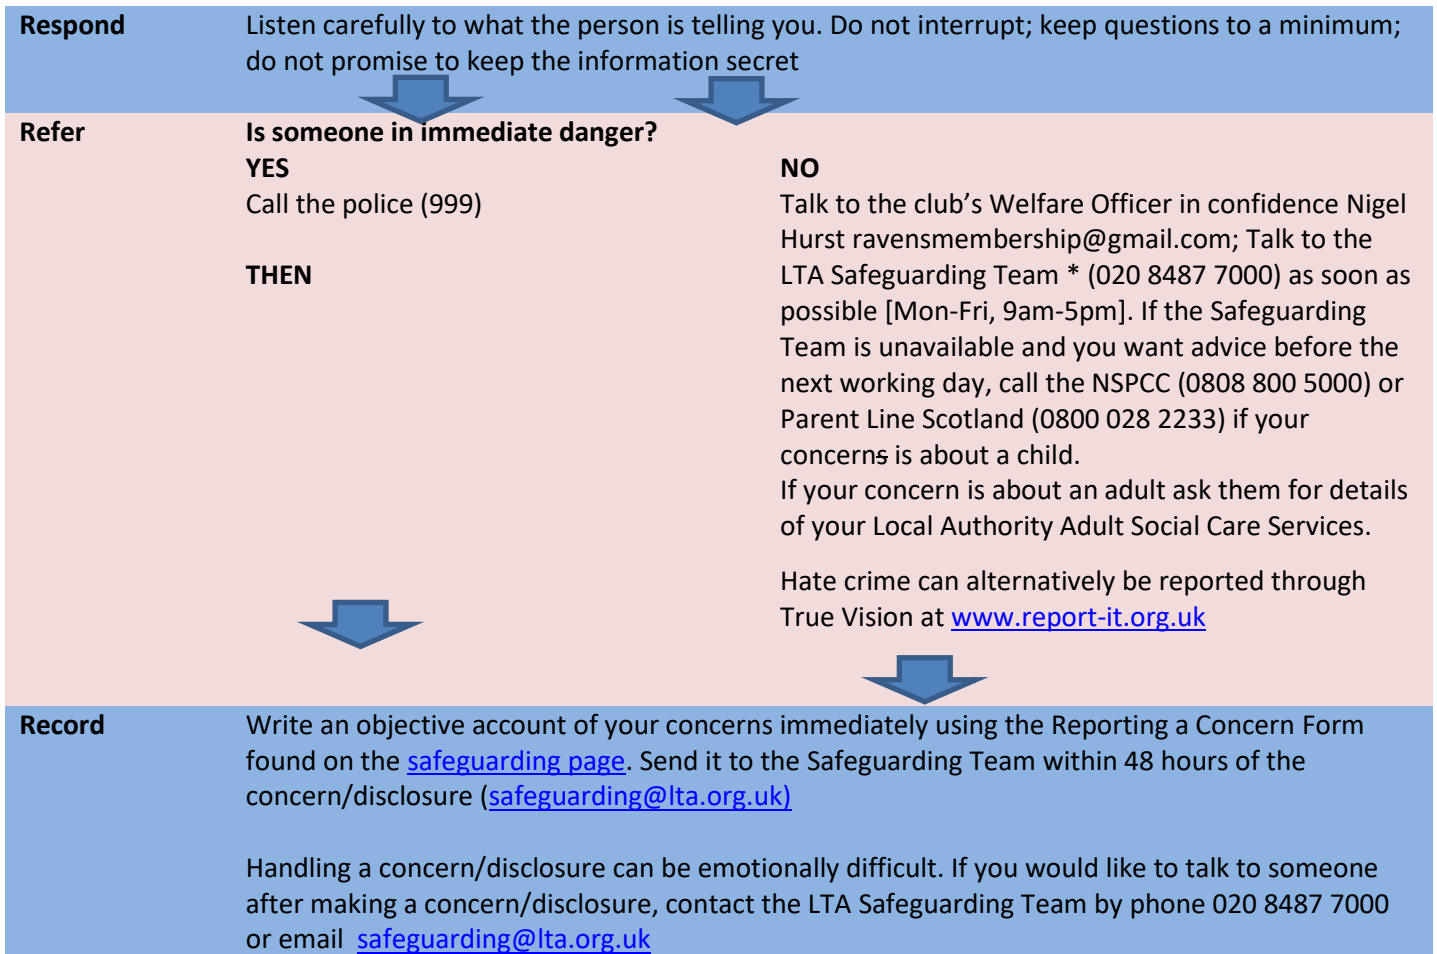 Respond
Listen carefully to what the person is telling you. Do not interrupt; keep questions to a minimum;
do not promise to keep the information secret
Refer
Is someone in immediate danger?
YES
Call the police (999)
THEN
NO
Talk to the club’s Welfare Officer in confidence Nigel
Hurst ravensmembership@gmail.com; Talk to the
LTA Safeguarding Team * (020 8487 7000) as soon as
possible [Mon-Fri, 9am-5pm]. If the Safeguarding
Team is unavailable and you want advice before the
next working day, call the NSPCC (0808 800 5000) or
Parent Line Scotland (0800 028 2233) if your
concerns is about a child.
If your concern is about an adult ask them for details
of your Local Authority Adult Social Care Services.
Hate crime can alternatively be reported through
True Vision at www.report-it.org.uk
Record
Write an objective account of your concerns immediately using the Reporting a Concern Form
found on the safeguarding page. Send it to the Safeguarding Team within 48 hours of the
concern/disclosure (safeguarding@lta.org.uk)
Handling a concern/disclosure can be emotionally difficult. If you would like to talk to someone
after making a concern/disclosure, contact the LTA Safeguarding Team by phone 020 8487 7000
or email safeguarding@lta.org.uk